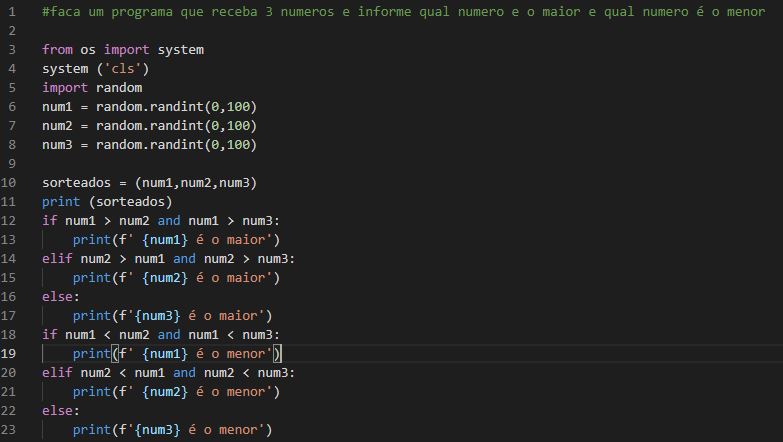 1 #faca um programa que receba 3 numeros e informe qual numero e o maior e qual numero é o menor
2
3 from os import system
4 system ('cls')
5 import random
6 num1 = random.randint(0,100)
7 num2 = random.randint(0,100)
8 num3 = random.randint(0,100)
9
10 sorteados = (num1,num2,num3)
11 print (sorteados)
12 if num1 > num2 and num1 > num3:
13     print(f' {num1} é o maior')
14 elif num2 > num1 and num2 > num3:
15     print(f' {num2} é o maior')
16 else:
17     print(f'{num3} é o maior')
18 if num1 < num2 and num1 < num3:
19     print(f' {num1} é o menor')
20 elif num2 < num1 and num2 < num3:
21     print(f' {num2} é o menor')
22 else:
23     print(f'{num3} é o menor')